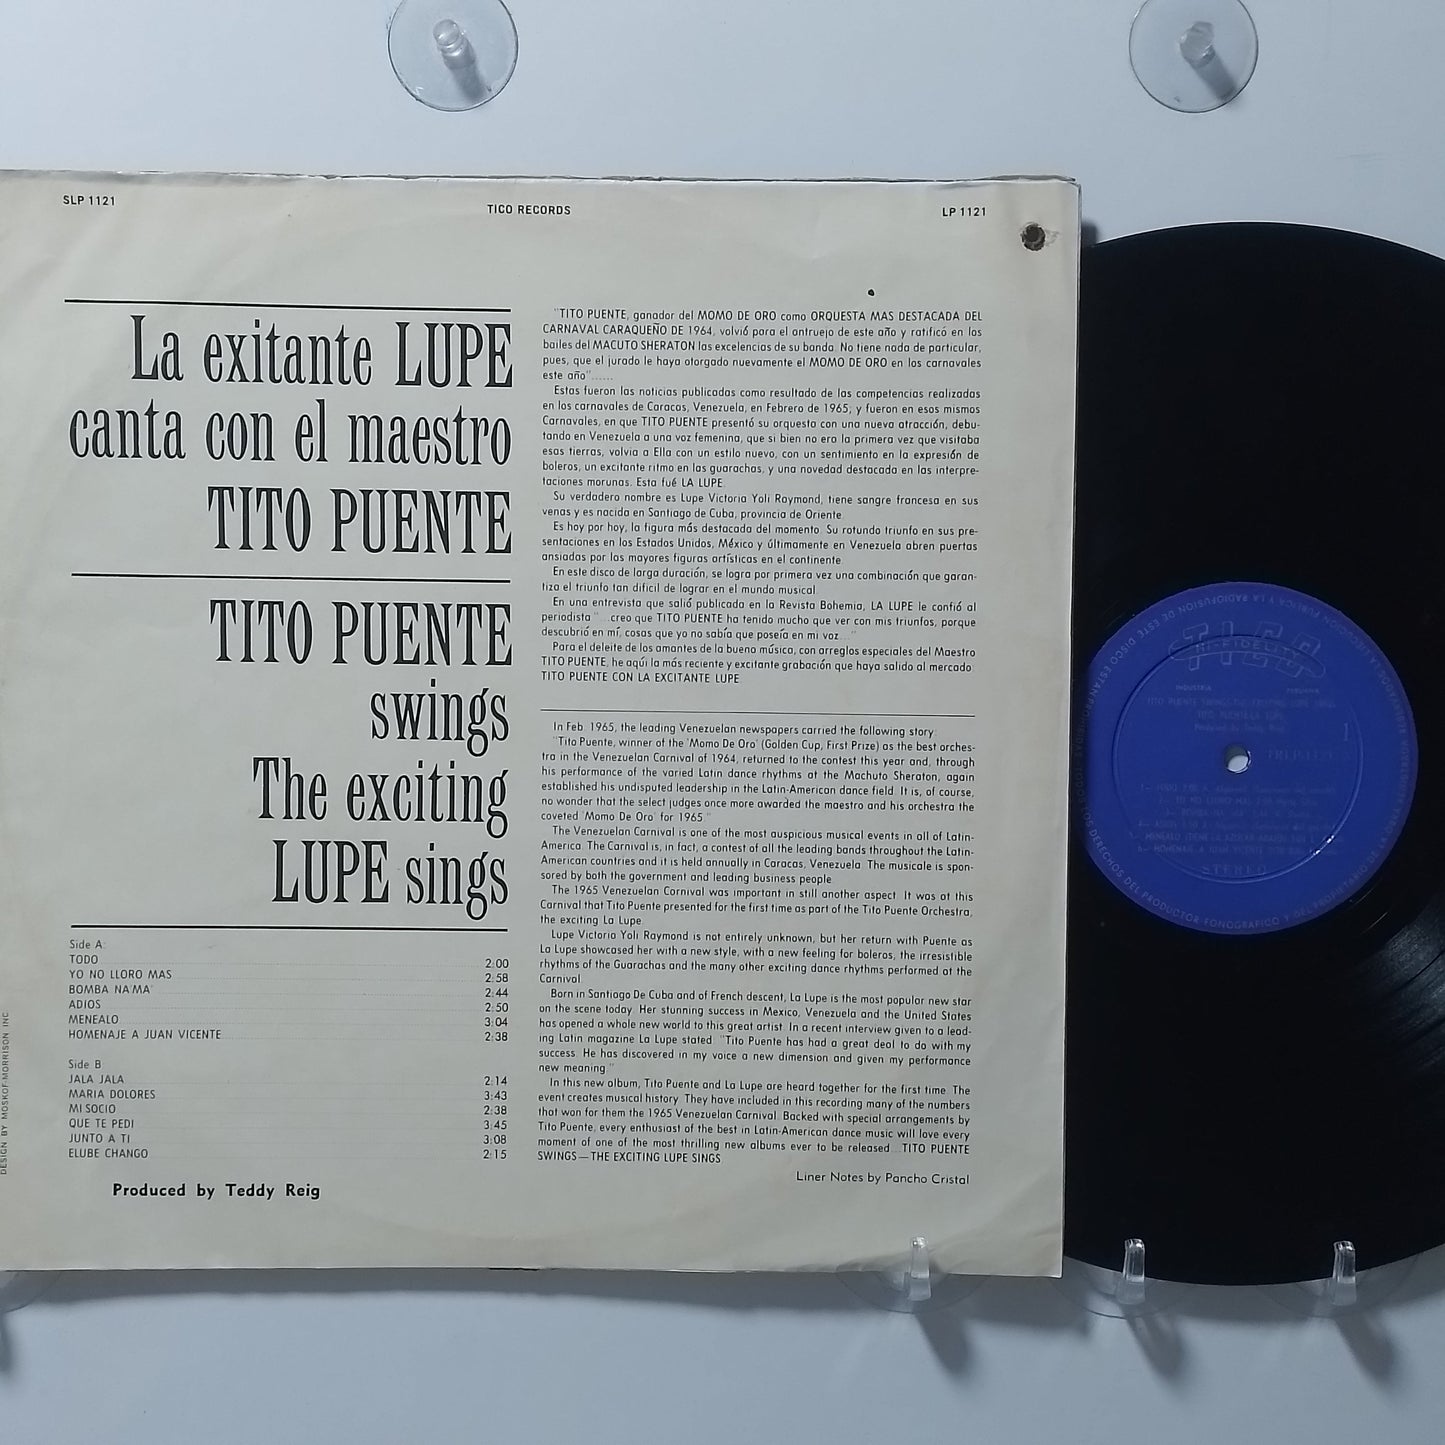 SLP 1121
TICO RECORDS
LP 1121
La exitante LUPE
canta con el maestro
TITO PUENTE
TITO PUENTE
swings
The exciting
LUPE sings
Side A:
TODO 2:00
YO NO LLORO MAS 2:58
BOMBA NA'MA' 2:44
ADIOS 2:50
MENEALO 3:04
HOMENAJE A JUAN VICENTE 2:38
Side B
JALA JALA 2:14
MARIA DOLORES 3:43
MI SOCIO 2:38
QUE TE PEDI 3:45
JUNTO A TI 3:08
ELUBE CHANGO 2:15
Produced by Teddy Reig
DESIGN BY MOSKOF-MORRISON INC.
"TITO PUENTE, ganador del MOMO DE ORO como ORQUESTA MAS DESTACADA DEL
CARNAVAL CARAQUEÑO DE 1964, volvió para el antruejo de este año y ratificó en los
bailes del MACUTO SHERATON las excelencias de su banda. No tiene nada de particular,
pues, que el jurado le haya otorgado nuevamente el MOMO DE ORO en los carnavales
este año"......
Estas fueron las noticias publicadas como resultado de las competencias realizadas
en los carnavales de Caracas, Venezuela, en Febrero de 1965; y fueron en esos mismos
Carnavales, en que TITO PUENTE presentó su orquesta con una nueva atracción, debu-
tando en Venezuela a una voz femenina, que si bien no era la primera vez que visitaba
esas tierras, volvia a Ella con un estilo nuevo, con un sentimiento en la expresión de
boleros, un excitante ritmo en las guarachas, y una novedad destacada en las interpre-
taciones morunas. Esta fué LA LUPE.
Su verdadero nombre es Lupe Victoria Yoli Raymond, tiene sangre francesa en sus
venas y es nacida en Santiago de Cuba, provincia de Oriente.
Es hoy por hoy, la figura más destacada del momento. Su rotundo triunfo en sus pre-
sentaciones en los Estados Unidos, México y últimamente en Venezuela abren puertas
ansiadas por las mayores figuras artísticas en el continente.
En este disco de larga duración, se logra por primera vez una combinación que garan-
tiza el triunfo tan dificil de lograr en el mundo musical.
En una entrevista que salió publicada en la Revista Bohemia, LA LUPE le confió al
periodista "...creo que TITO PUENTE ha tenido mucho que ver con mis triunfos, porque
descubrió en mí, cosas que yo no sabía que poseía en mi voz..."
Para el deleite de los amantes de la bueno músico, con arreglos especiales del Maestro
TITO PUENTE, he aquí la más reciente y excitante grabación que haya salido al mercado:
TITO PUENTE CON LA EXCITANTE LUPE.
In Feb. 1965, the leading Venezuelan newspapers carried the following story:
"Tito Puente, winner of the 'Momo De Oro' (Golden Cup, First Prize) as the best orches-
tra in the Venezuelan Carnival of 1964, returned to the contest this year and, through
his performance of the varied Latin dance rhythms at the Machuto Sheraton, again
established his undisputed leadership in the Latin-American dance field. It is, of course,
no wonder that the select judges once more awarded the maestro and his orchestra the
coveted 'Momo De Oro' for 1965."
The Venezuelan Carnival is one of the most auspicious musical events in all of Latin-
America. The Carnival is, in fact, a contest of all the leading bands throughout the Latin-
American countries and it is held annually in Caracas, Venezuela. The musicale is spon-
sored by both the government and leading business people.
The 1965 Venezuelan Carnival was important in still another aspect. It was at this
Carnival that Tito Puente presented for the first time as part of the Tito Puente Orchestra,
the exciting La Lupe.
Lupe Victoria Yoli Raymond is not entirely unknown, but her return with Puente as
La Lupe showcased her with a new style, with a new feeling for boleros, the irresistible
rhythms of the Guarachas and the many other exciting dance rhythms performed at the
Carnival.
Born in Santiago De Cuba and of French descent, La Lupe is the most popular new star
on the scene today. Her stunning success in Mexico, Venezuela and the United States
has opened a whole new world to this great artist. In a recent interview given to a lead-
ing Latin magazine La Lupe stated: "Tito Puente has had a great deal to do with my
success. He has discovered in my voice a new dimension and given my performance
new meaning."
In this new album, Tito Puente and La Lupe are heard together for the first time. The
event creates musical history. They have included in this recording many of the numbers
that won for them the 1965 Venezuelan Carnival. Backed with special arrangements by
Tito Puente, every enthusiast of the best in Latin-American dance music will love every
moment of one of the most thrilling new albums ever to be released...TITO PUENTE
SWINGS—THE EXCITING LUPE SINGS.
Liner Notes by Pancho Cristal
TICO
HI-FIDELITY
INDUSTRIA PERUANA
TITO PUENTE SWINGS THE EXCITING LUPE SINGS
TITO PUENTE-LA LUPE
Produced by Teddy Reig
1
STEREO